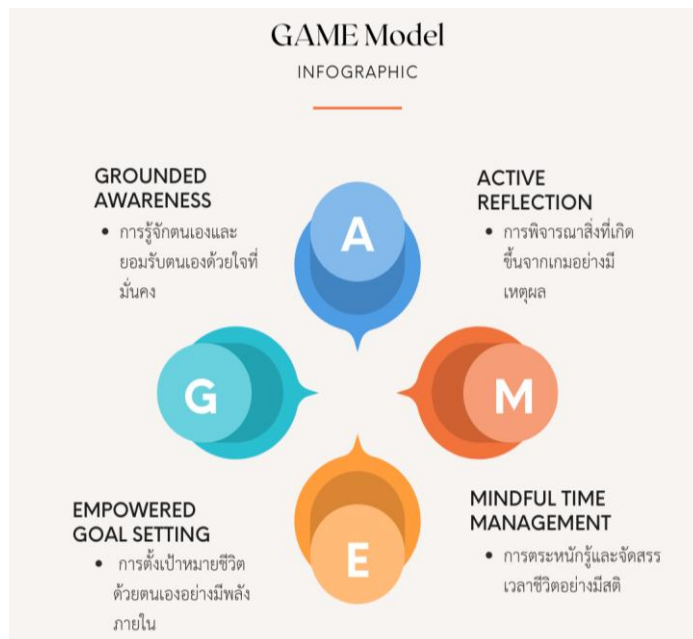 GAME Model
INFOGRAPHIC
GROUNDED
AWARENESS
• การรู้จักตนเองและ
ยอมรับตนเองด้วยใจที่
มั่นคง
A
ACTIVE
REFLECTION
• การพิจารณาสิ่งที่เกิด
ขึ้นจากเกมอย่างมี
เหตุผล
G
M
EMPOWERED
GOAL SETTING
• การตั้งเป้าหมายชีวิต
ด้วยตนเองอย่างมีพลัง
ภายใน
E
MINDFUL TIME
MANAGEMENT
• การตระหนักรู้และจัดสรร
เวลาชีวิตอย่างมีสติ